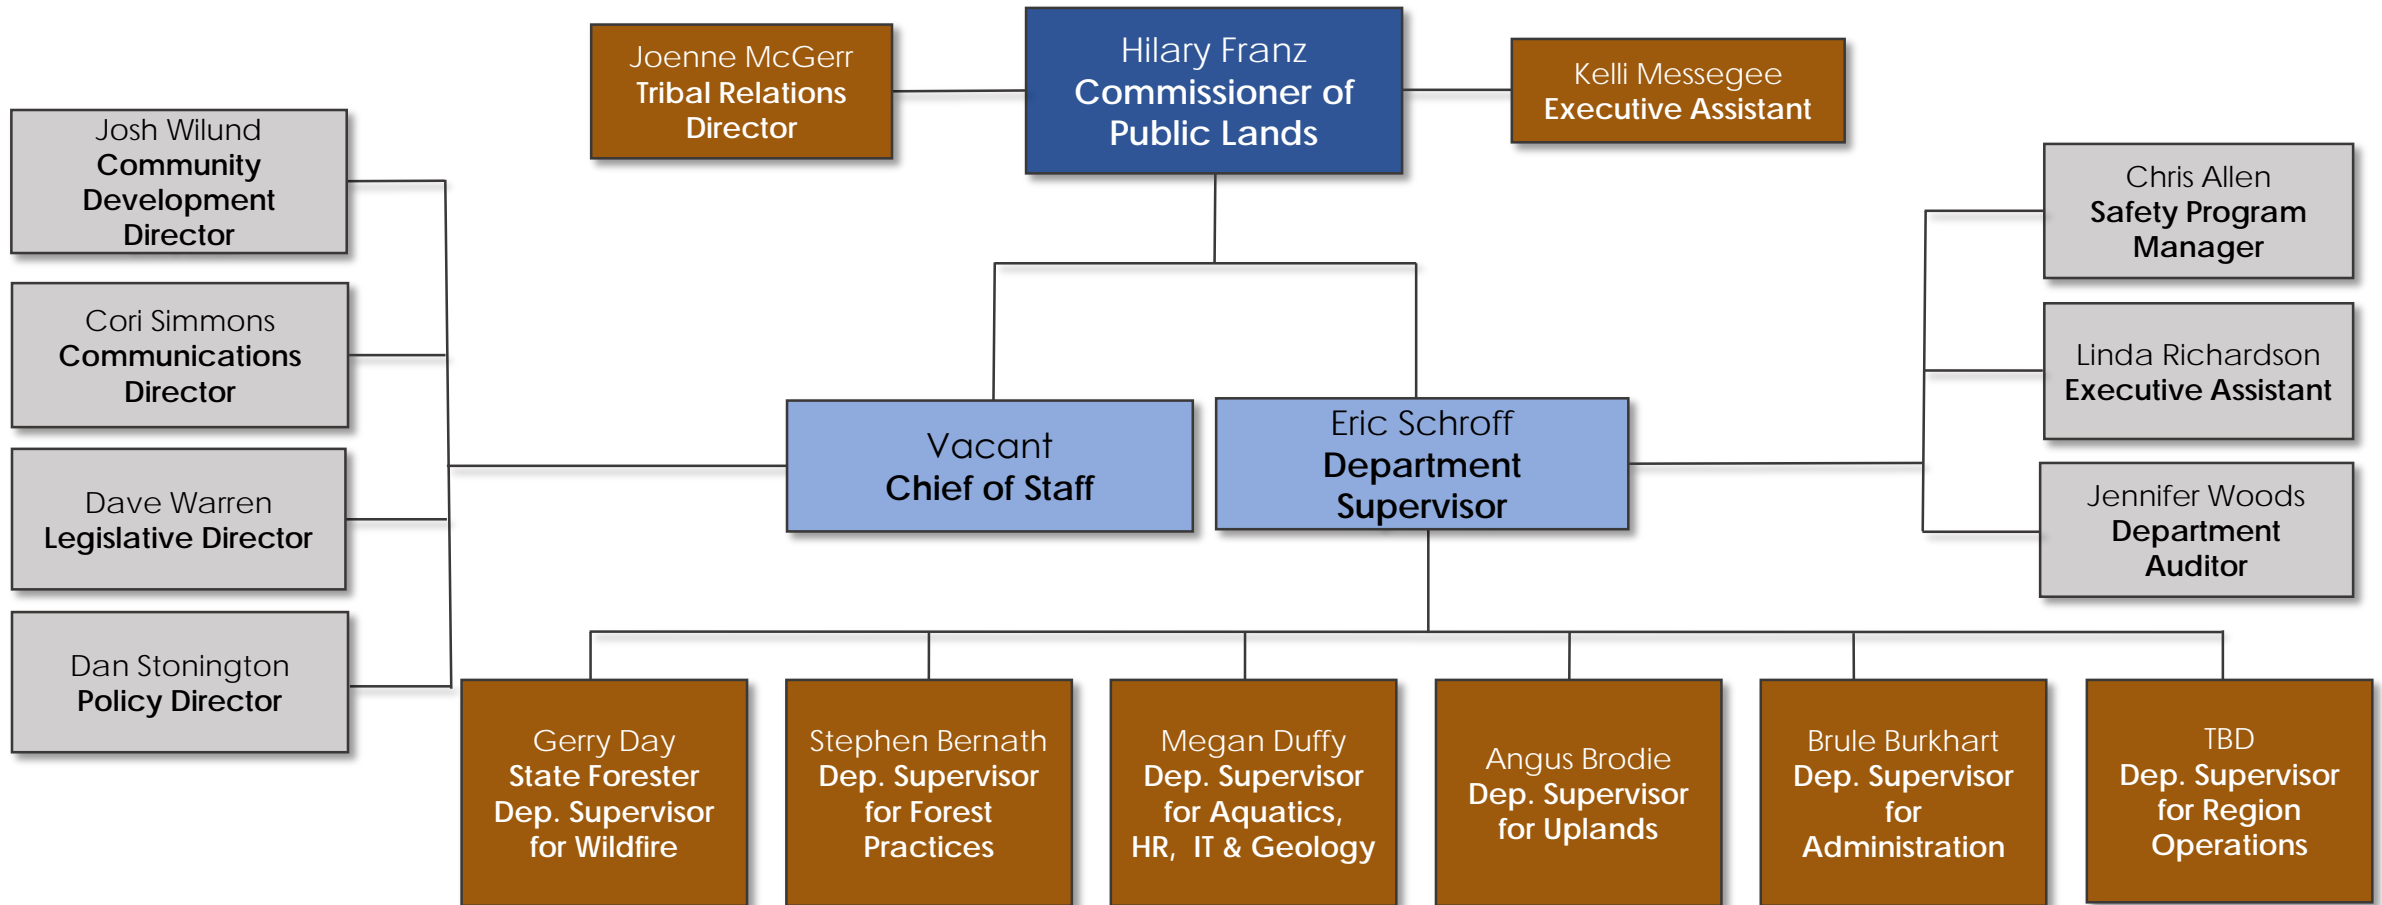 Joenne McGerr
Tribal Relations
Director
Hilary Franz
Commissioner of
Public Lands
Kelli Messegee
Executive Assistant
Josh Wilund
Community
Development
Director
Cori Simmons
Communications
Director
Dave Warren
Legislative Director
Dan Stonington
Policy Director
Vacant
Chief of Staff
Eric Schroff
Department
Supervisor
Chris Allen
Safety Program
Manager
Linda Richardson
Executive Assistant
Jennifer Woods
Department
Auditor
Gerry Day
State Forester
Dep. Supervisor
for Wildfire
Stephen Bernath
Dep. Supervisor
for Forest
Practices
Megan Duffy
Dep. Supervisor
for Aquatics,
HR, IT & Geology
Angus Brodie
Dep. Supervisor
for Uplands
Brule Burkhart
Dep. Supervisor
for
Administration
TBD
Dep. Supervisor
for Region
Operations